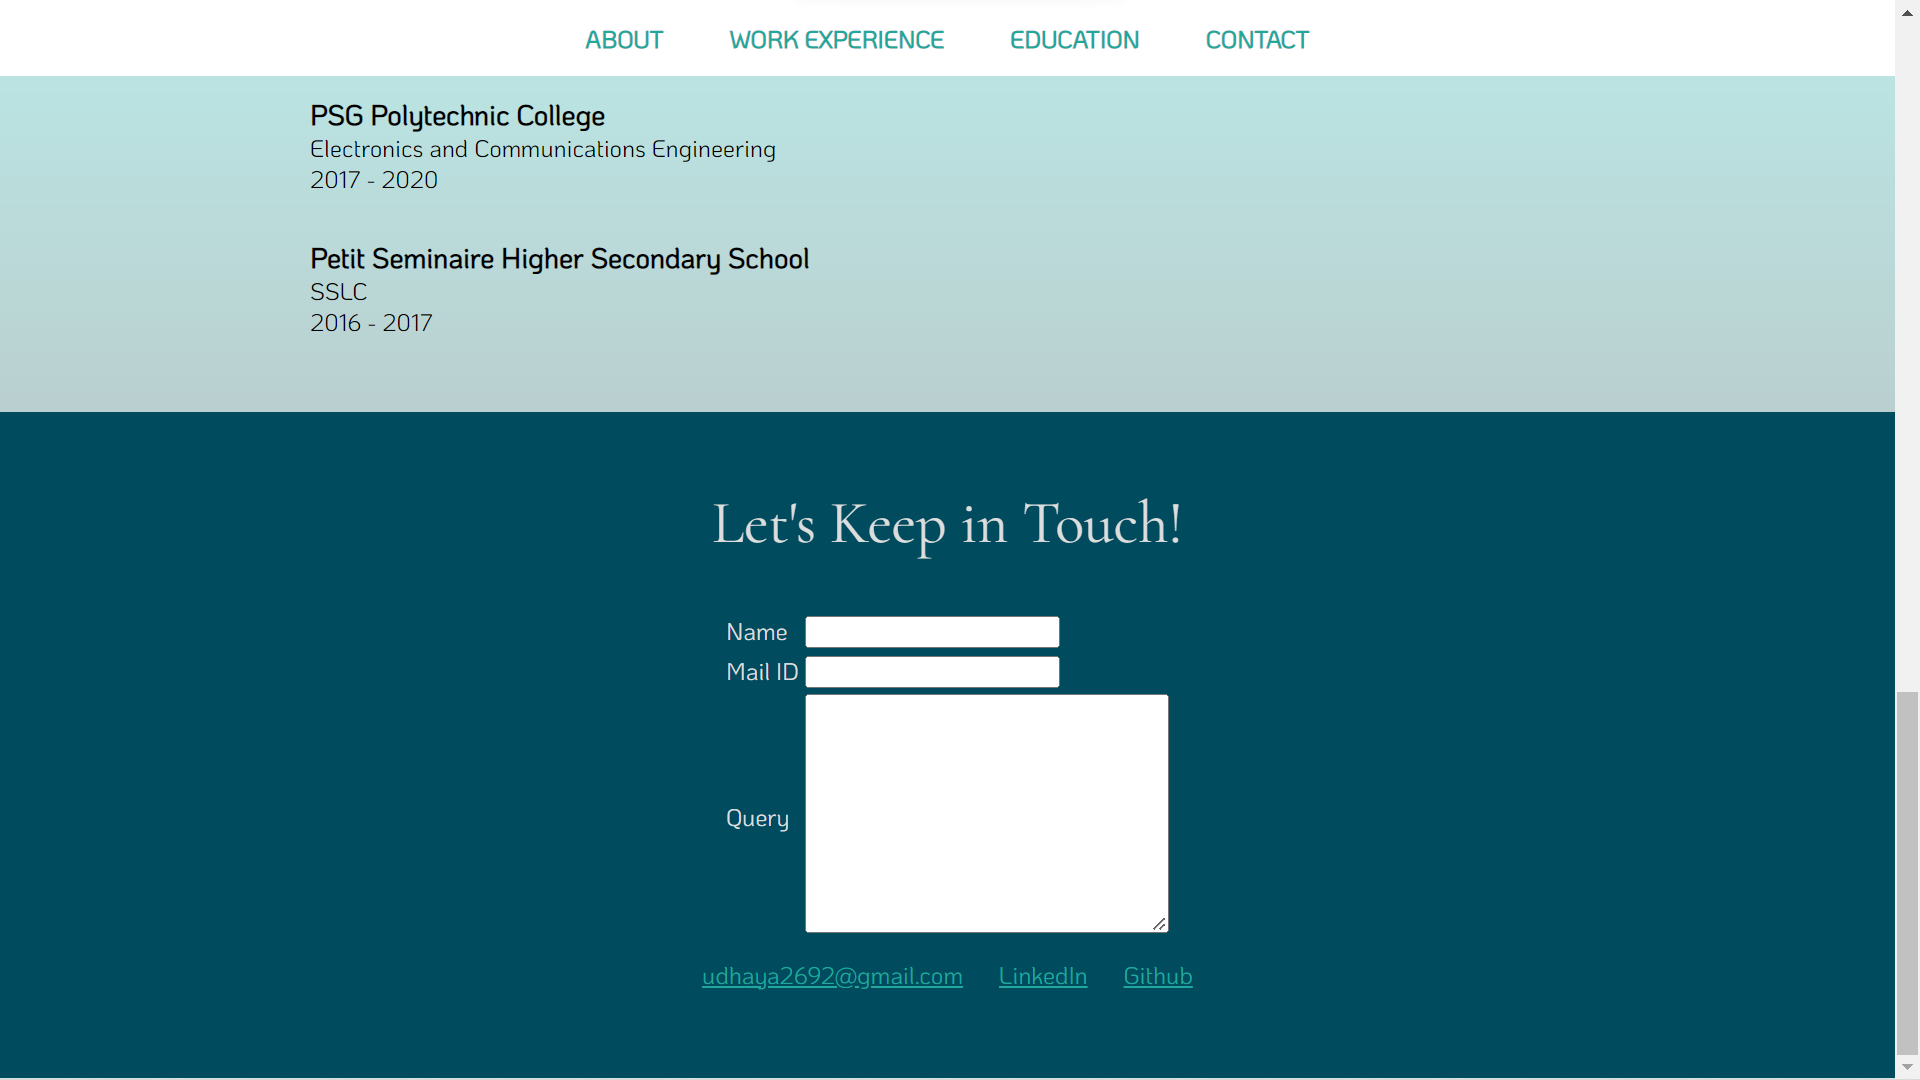 ABOUT WORK EXPERIENCE EDUCATION CONTACT
PSG Polytechnic College
Electronics and Communications Engineering
2017 - 2020
Petit Seminaire Higher Secondary School
SSLC
2016 - 2017
Let's Keep in Touch!
Name
Mail ID
Query
udhaya2692@gmail.com LinkedIn Github